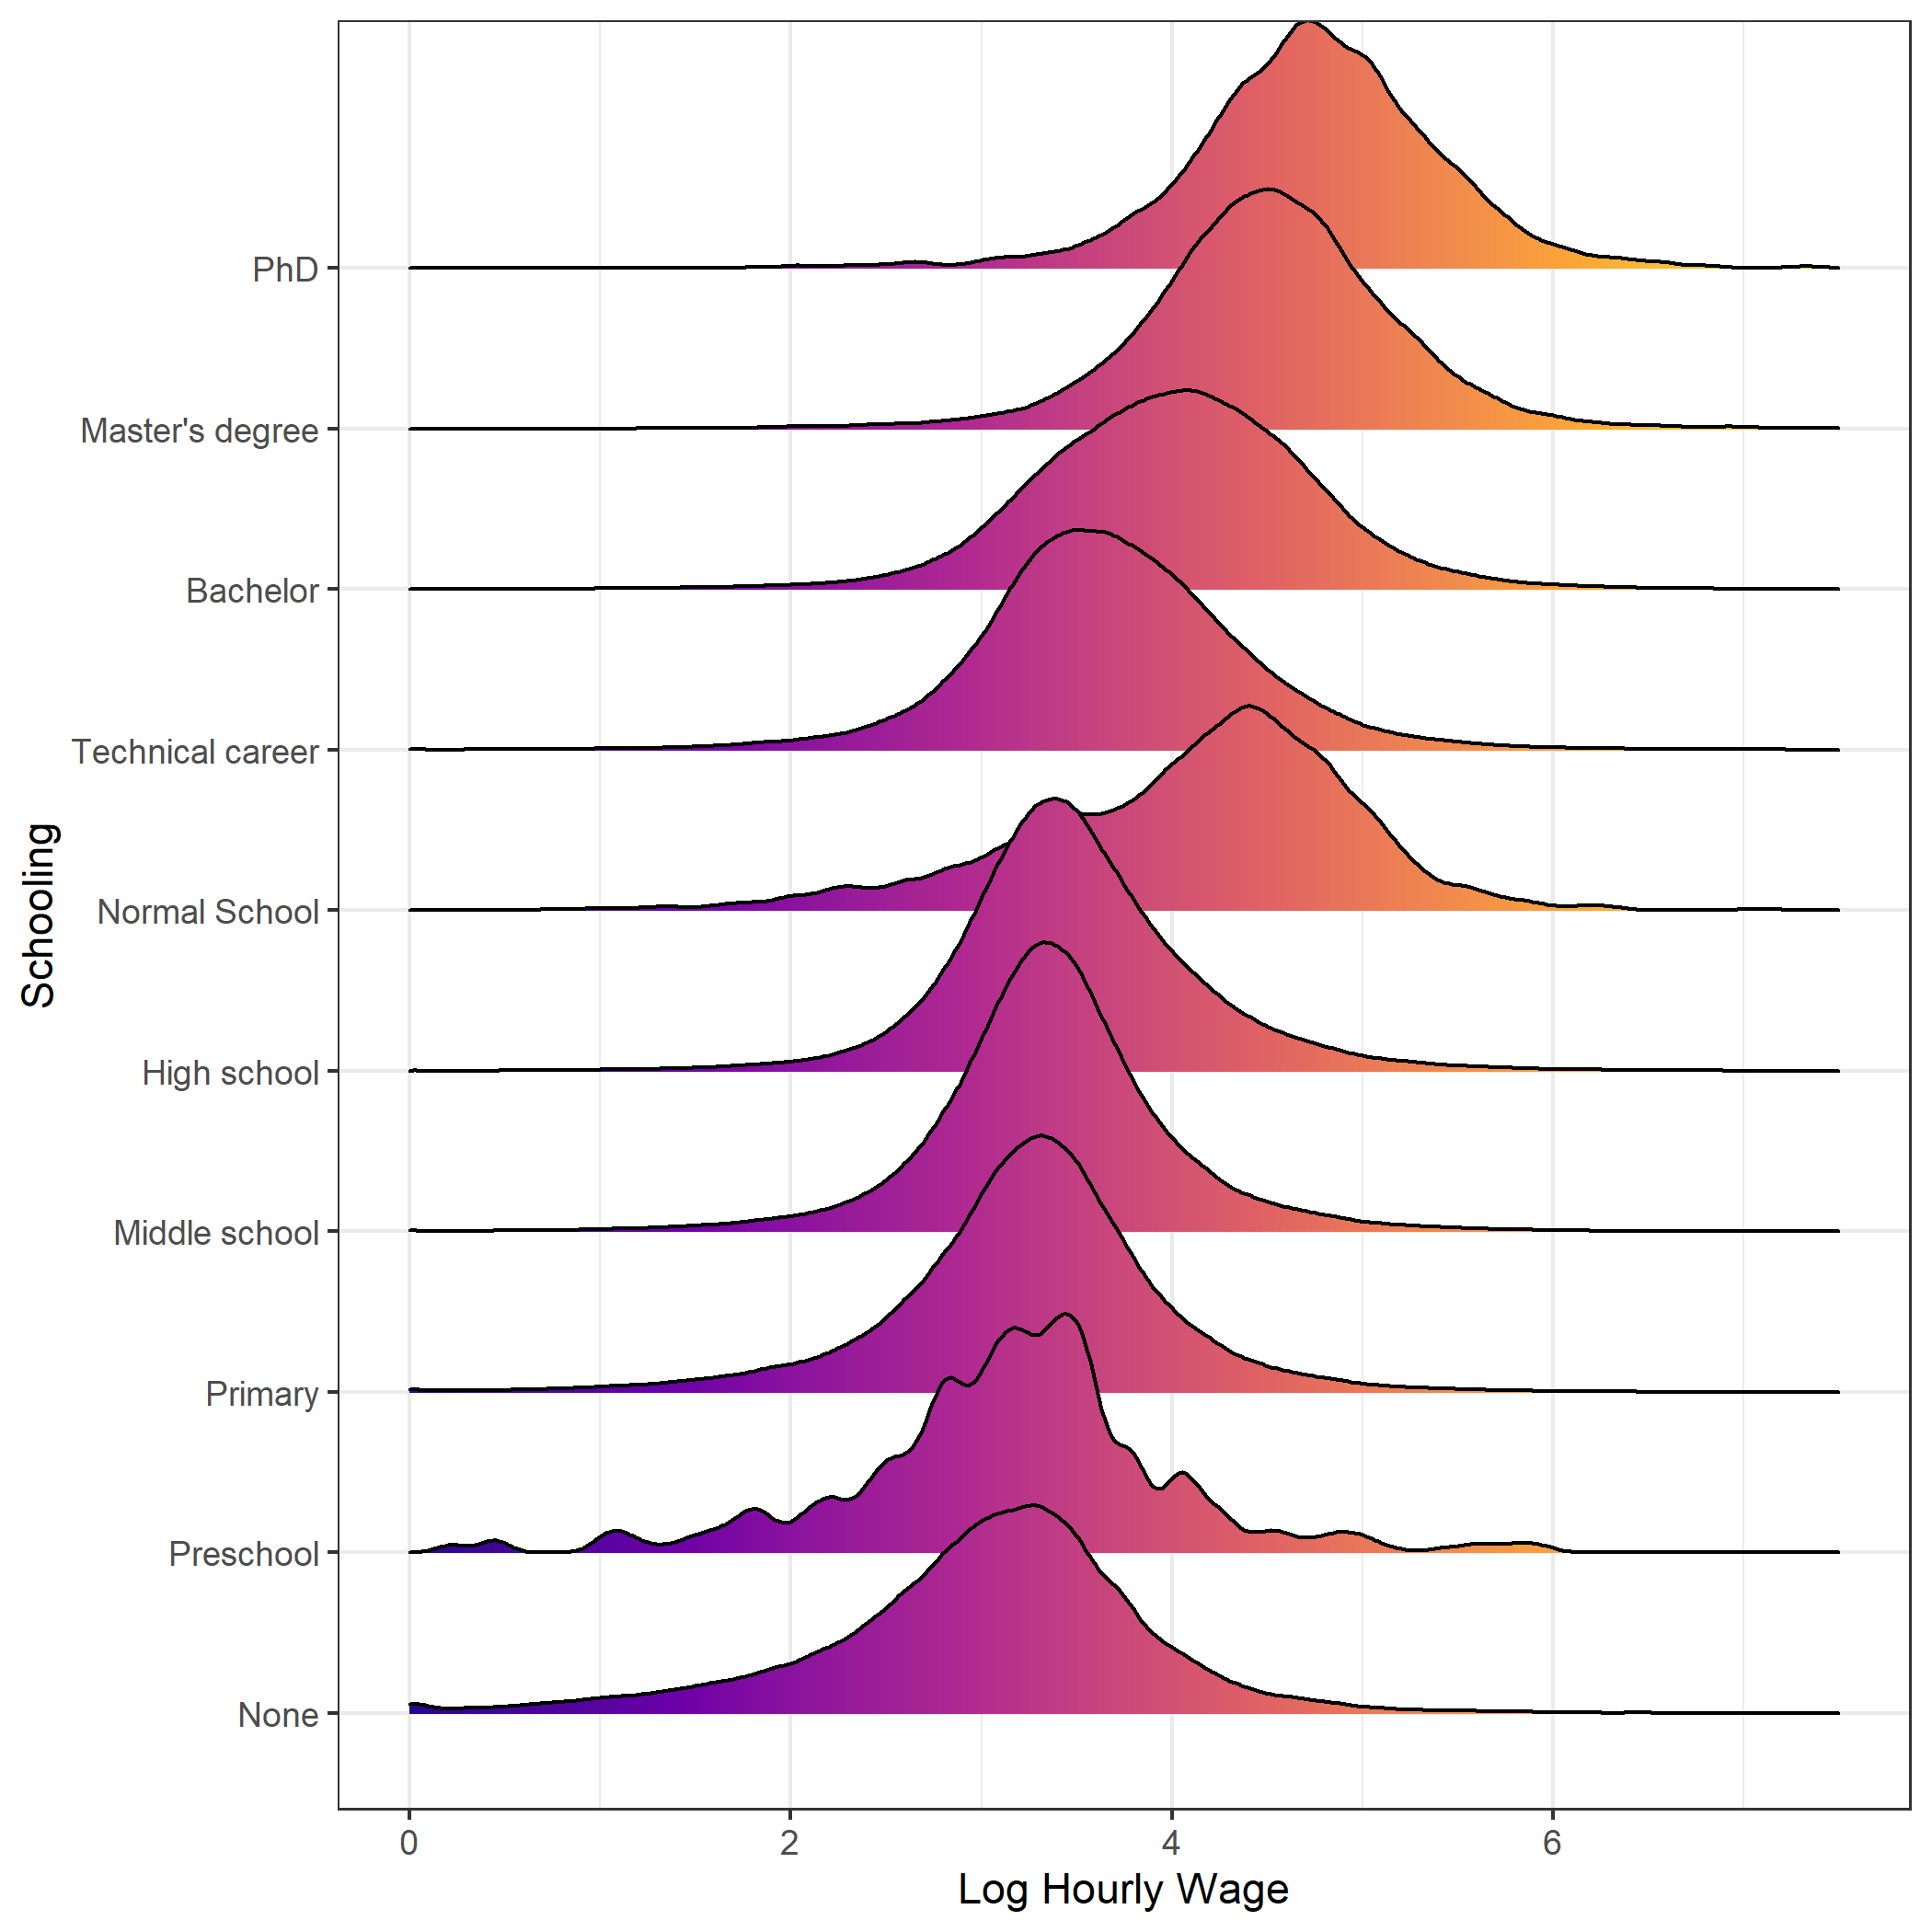 PhD
Master's degree
Bachelor
Technical career
Normal School
High school
Middle school
Primary
Preschool
None
Schooling
0 2 4 6
Log Hourly Wage